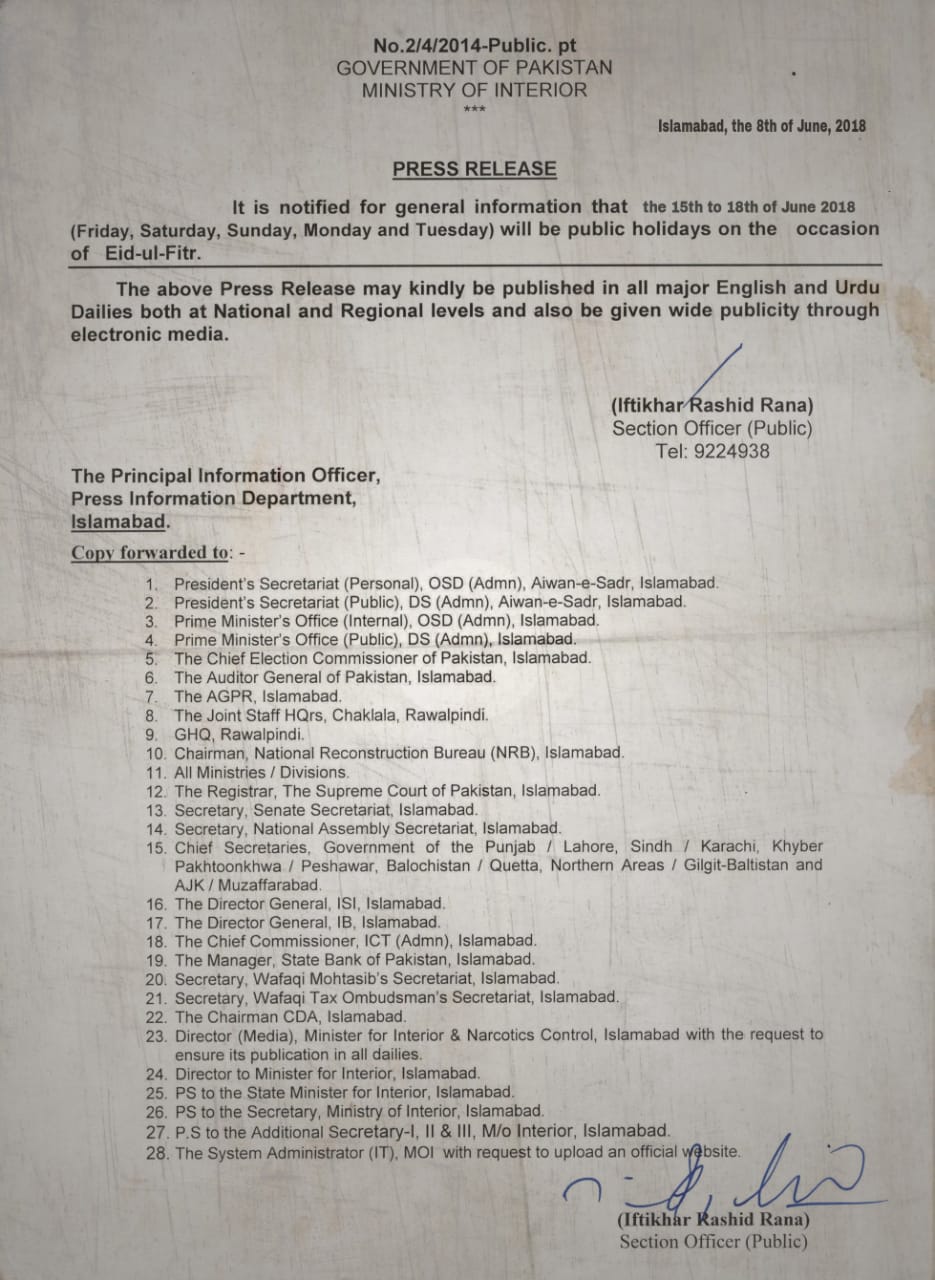 No.2/4/2014-Public. pt
GOVERNMENT OF PAKISTAN
MINISTRY OF INTERIOR
***
Islamabad, the 8th of June, 2018
PRESS RELEASE
It is notified for general information that the 15th to 18th of June 2018
(Friday, Saturday, Sunday, Monday and Tuesday) will be public holidays on the occasion
of Eid-ul-Fitr.
The above Press Release may kindly be published in all major English and Urdu
Dailies both at National and Regional levels and also be given wide publicity through
electronic media.
(Iftikhar Rashid Rana)
Section Officer (Public)
Tel: 9224938
The Principal Information Officer,
Press Information Department,
Islamabad.
Copy forwarded to: -
1. President's Secretariat (Personal), OSD (Admn), Aiwan-e-Sadr, Islamabad.
2. President's Secretariat (Public), DS (Admn), Aiwan-e-Sadr, Islamabad.
3. Prime Minister's Office (Internal), OSD (Admn), Islamabad.
4. Prime Minister's Office (Public), DS (Admn), Islamabad.
5. The Chief Election Commissioner of Pakistan, Islamabad.
6. The Auditor General of Pakistan, Islamabad.
7. The AGPR, Islamabad.
8. The Joint Staff HQrs, Chaklala, Rawalpindi.
9. GHQ, Rawalpindi.
10. Chairman, National Reconstruction Bureau (NRB), Islamabad.
11. All Ministries / Divisions.
12. The Registrar, The Supreme Court of Pakistan, Islamabad.
13. Secretary, Senate Secretariat, Islamabad.
14. Secretary, National Assembly Secretariat, Islamabad.
15. Chief Secretaries, Government of the Punjab / Lahore, Sindh / Karachi, Khyber
Pakhtoonkhwa / Peshawar, Balochistan / Quetta, Northern Areas / Gilgit-Baltistan and
AJK / Muzaffarabad.
16. The Director General, ISI, Islamabad.
17. The Director General, IB, Islamabad.
18. The Chief Commissioner, ICT (Admn), Islamabad.
19. The Manager, State Bank of Pakistan, Islamabad.
20. Secretary, Wafaqi Mohtasib's Secretariat, Islamabad.
21. Secretary, Wafaqi Tax Ombudsman's Secretariat, Islamabad.
22. The Chairman CDA, Islamabad.
23. Director (Media), Minister for Interior & Narcotics Control, Islamabad with the request to
ensure its publication in all dailies.
24. Director to Minister for Interior, Islamabad.
25. PS to the State Minister for Interior, Islamabad.
26. PS to the Secretary, Ministry of Interior, Islamabad.
27. P.S to the Additional Secretary-I, II & III, M/o Interior, Islamabad.
28. The System Administrator (IT), MOI with request to upload an official website.
(Iftikhar Rashid Rana)
Section Officer (Public)